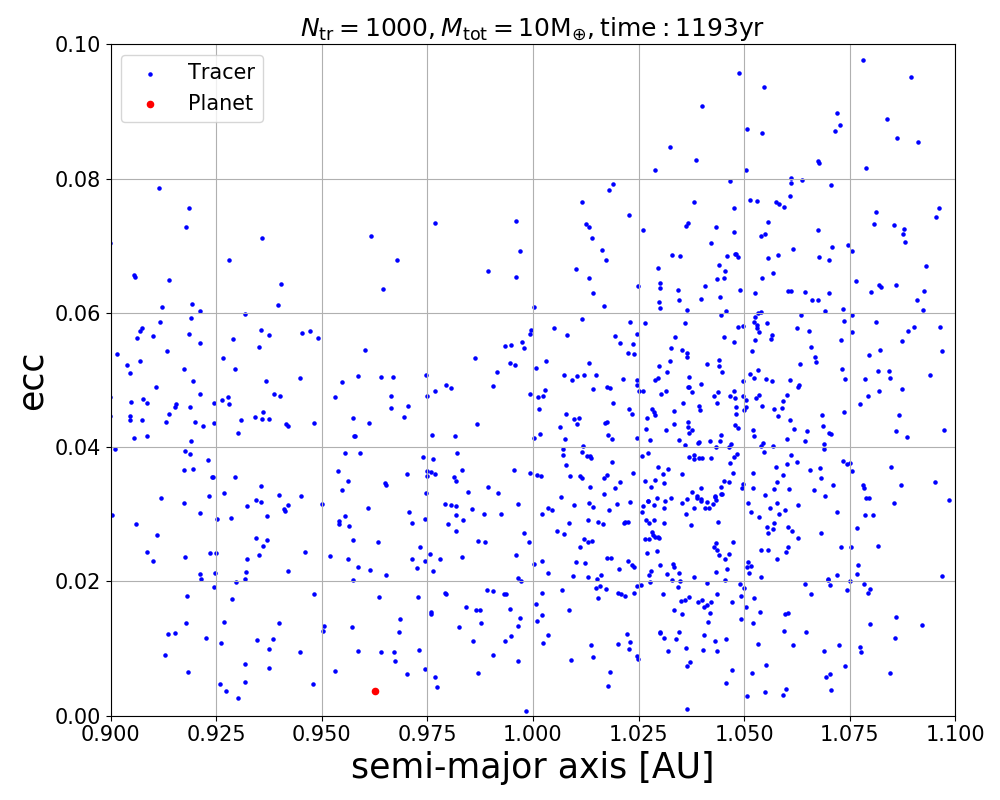 N_tr = 1000, M_tot = 10M_⊕, time : 1193yr
Tracer
Planet
0.10
0.08
0.06
0.04
0.02
0.00
ecc
0.900 0.925 0.950 0.975 1.000 1.025 1.050 1.075 1.100
semi-major axis [AU]